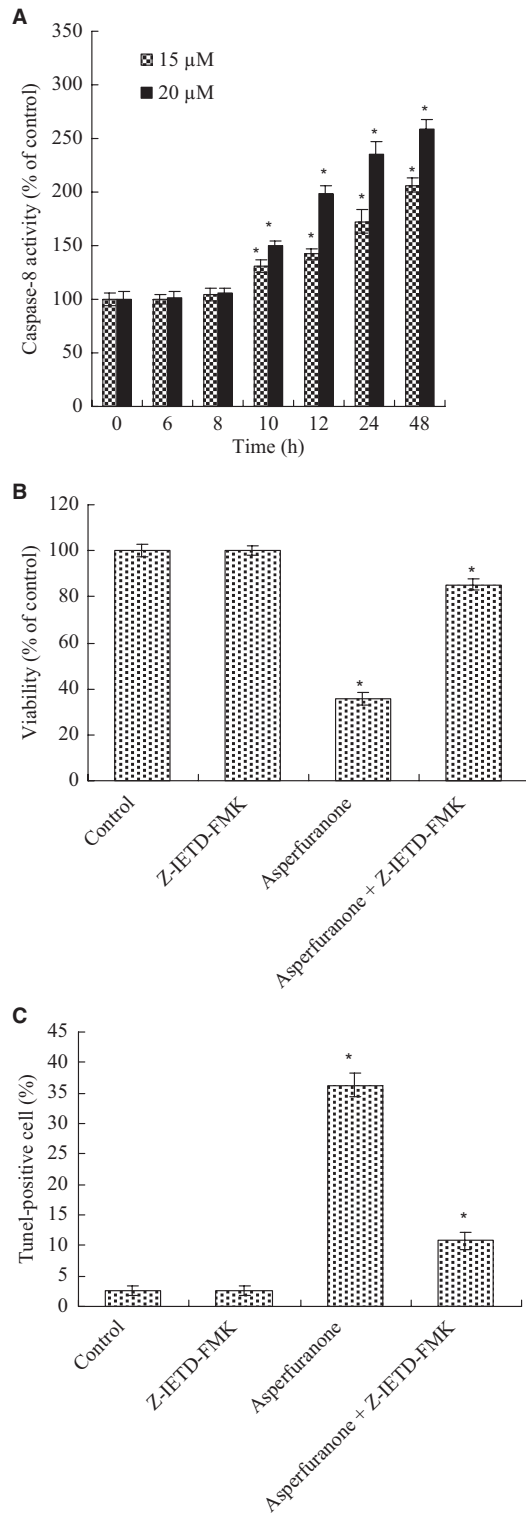 A
350
300
250
200
150
100
50
0
Caspase-8 activity (% of control)
15 µM
20 µM
* * * * * * * *
0 6 8 10 12 24 48
Time (h)
B
120
100
80
60
40
20
0
Viability (% of control)
* *
Control
Z-IETD-FMK
Asperfuranone
Asperfuranone + Z-IETD-FMK
C
45
40
35
30
25
20
15
10
5
0
Tunel-positive cell (%)
* *
Control
Z-IETD-FMK
Asperfuranone
Asperfuranone + Z-IETD-FMK